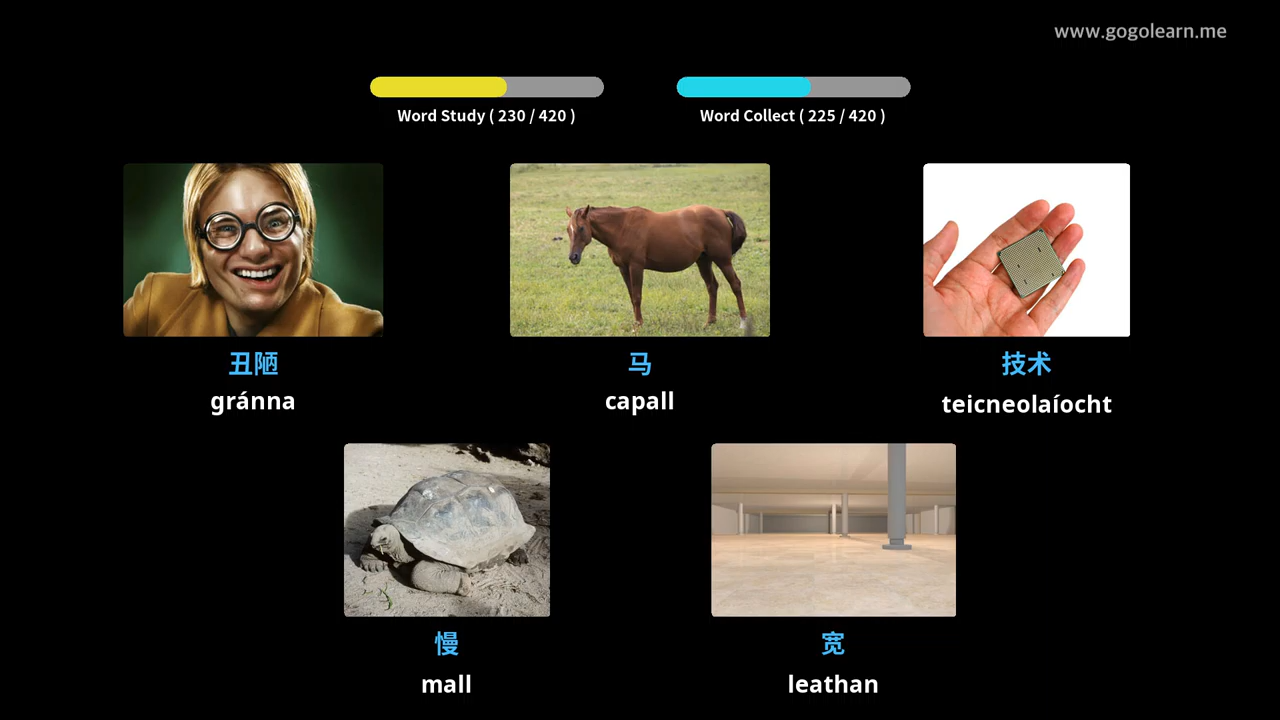 www.gogolearn.me
Word Study ( 230 / 420 )
Word Collect ( 225 / 420 )
丑陋
gránna
马
capall
技术
teicneolaíocht
慢
mall
宽
leathan